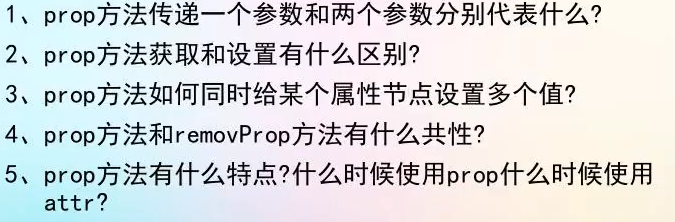 1、prop方法传递一个参数和两个参数分别代表什么?
2、prop方法获取和设置有什么区别?
3、prop方法如何同时给某个属性节点设置多个值?
4、prop方法和removProp方法有什么共性?
5、prop方法有什么特点?什么时候使用prop什么时候使用
attr?